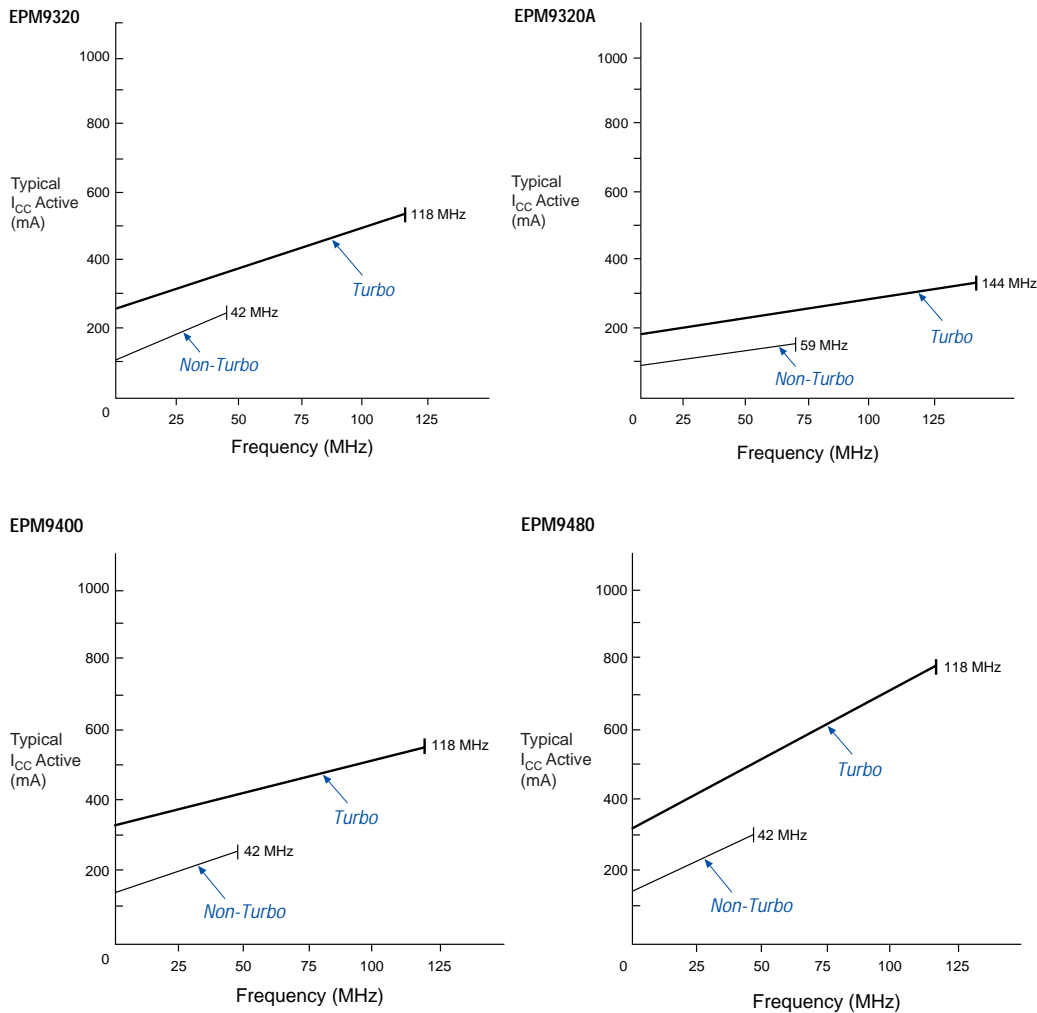 EPM9320
1000
800
600
400
200
0
Typical
I_CC Active
(mA)
118 MHz
Turbo
42 MHz
Non-Turbo
25 50 75 100 125
Frequency (MHz)
EPM9320A
1000
800
600
400
200
0
Typical
I_CC Active
(mA)
144 MHz
Turbo
59 MHz
Non-Turbo
25 50 75 100 125
Frequency (MHz)
EPM9400
1000
800
600
400
200
0
Typical
I_CC Active
(mA)
118 MHz
Turbo
42 MHz
Non-Turbo
25 50 75 100 125
Frequency (MHz)
EPM9480
1000
800
600
400
200
0
Typical
I_CC Active
(mA)
118 MHz
Turbo
42 MHz
Non-Turbo
25 50 75 100 125
Frequency (MHz)